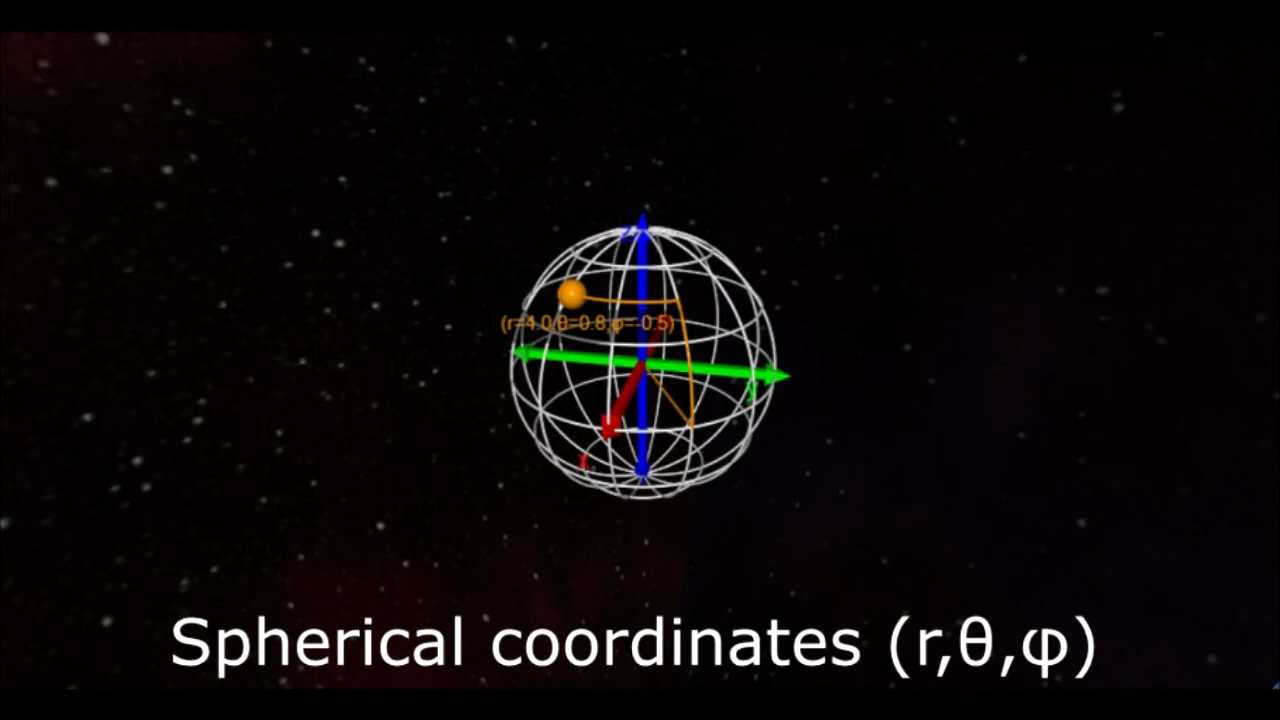 Z
(r=4.0,θ=0.8,φ=-0.5)
y
x
Spherical coordinates (r,θ,φ)